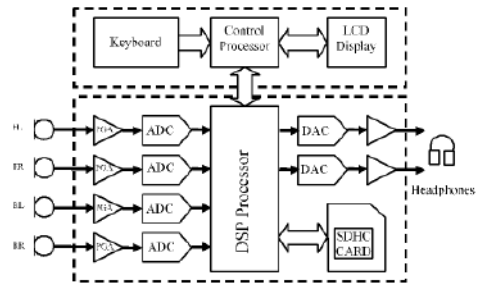 Keyboard
Control
Processor
LCD
Display
FL
PGA
ADC
DAC
FR
PGA
ADC
DAC
Headphones
BL
PGA
ADC
DSP Processor
BR
PGA
ADC
SDHC
CARD